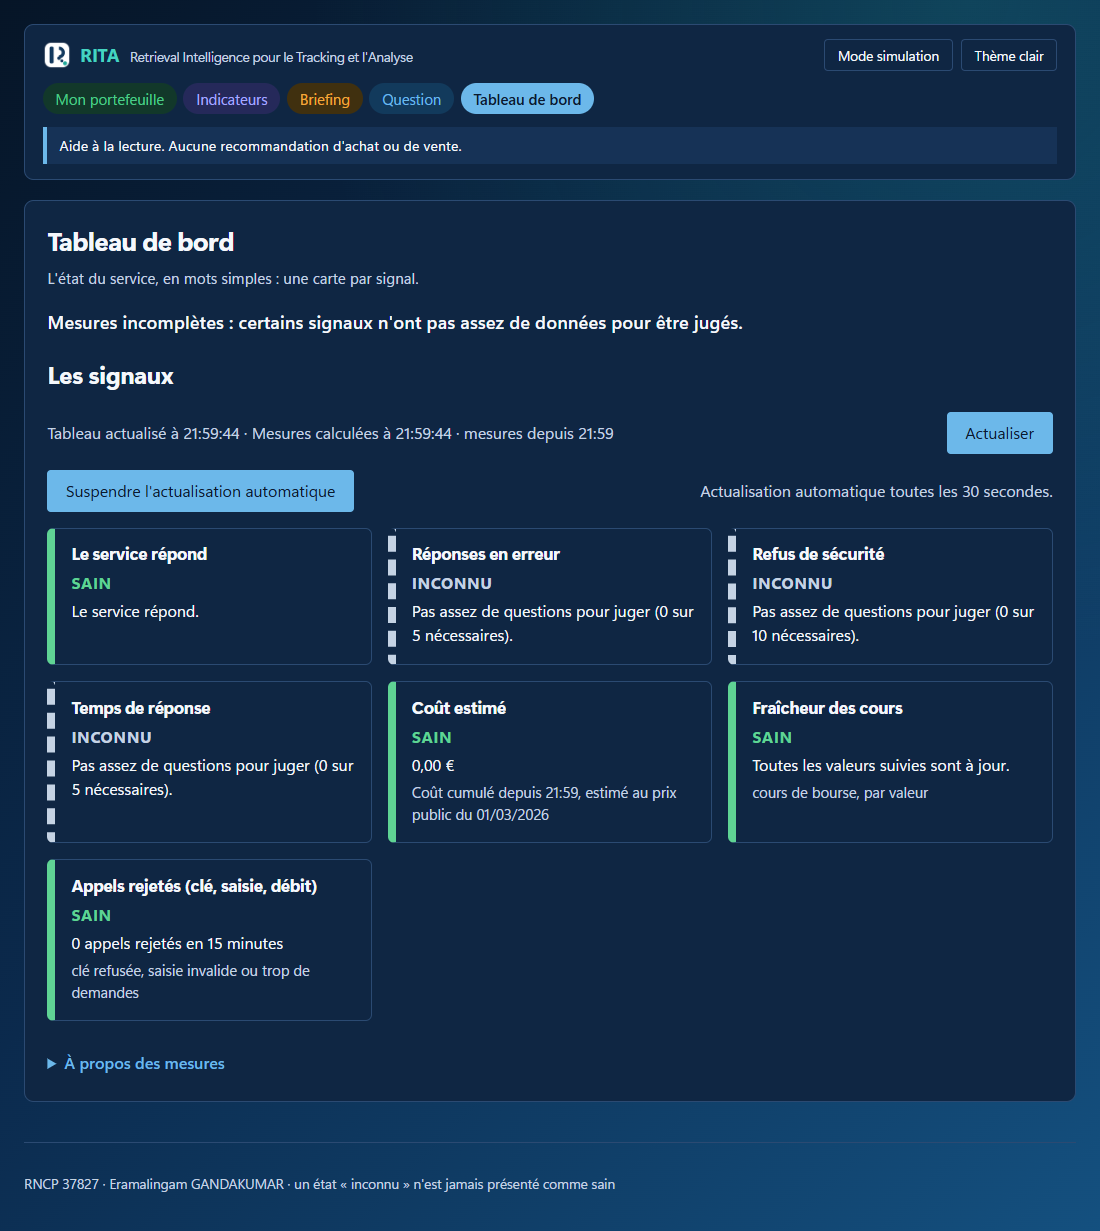 RITA Retrieval Intelligence pour le Tracking et l'Analyse
Mode simulation
Thème clair
Mon portefeuille
Indicateurs
Briefing
Question
Tableau de bord
Aide à la lecture. Aucune recommandation d'achat ou de vente.
Tableau de bord
L'état du service, en mots simples : une carte par signal.
Mesures incomplètes : certains signaux n'ont pas assez de données pour être jugés.
Les signaux
Tableau actualisé à 21:59:44 · Mesures calculées à 21:59:44 · mesures depuis 21:59
Actualiser
Suspendre l'actualisation automatique
Actualisation automatique toutes les 30 secondes.
Le service répond
SAIN
Le service répond.
Réponses en erreur
INCONNU
Pas assez de questions pour juger (0 sur
5 nécessaires).
Refus de sécurité
INCONNU
Pas assez de questions pour juger (0 sur
10 nécessaires).
Temps de réponse
INCONNU
Pas assez de questions pour juger (0 sur
5 nécessaires).
Coût estimé
SAIN
0,00 €
Coût cumulé depuis 21:59, estimé au prix
public du 01/03/2026
Fraîcheur des cours
SAIN
Toutes les valeurs suivies sont à jour.
cours de bourse, par valeur
Appels rejetés (clé, saisie, débit)
SAIN
0 appels rejetés en 15 minutes
clé refusée, saisie invalide ou trop de
demandes
À propos des mesures
RNCP 37827 · Eramalingam GANDAKUMAR · un état « inconnu » n'est jamais présenté comme sain